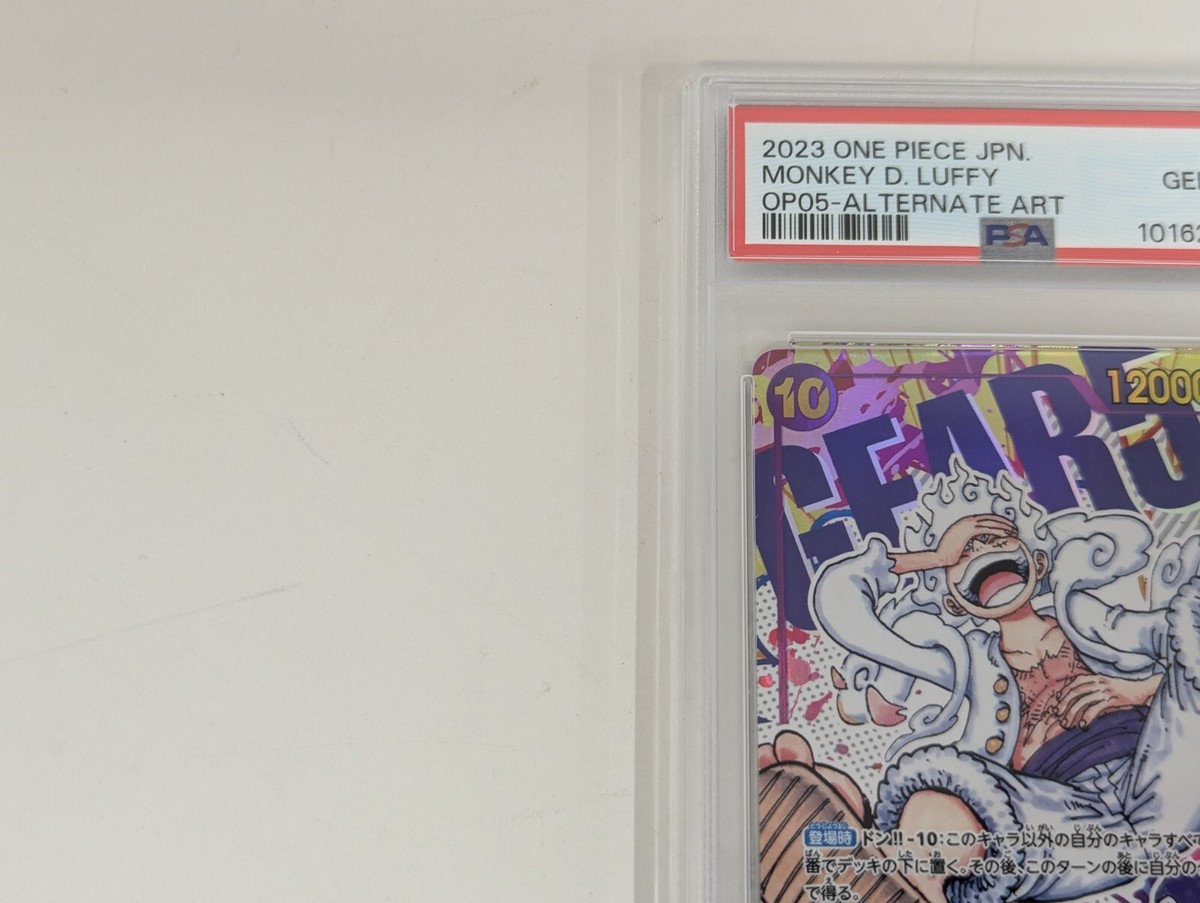 2023 ONE PIECE JPN.
MONKEY D. LUFFY
OP05-ALTERNATE ART
PSA
10
12000
GEAR5
登場時 ドン!!-10:このキャラ以外の自分のキャラすべて
番でデッキの下に置く。その後、このターンの後に自分の
で得る。